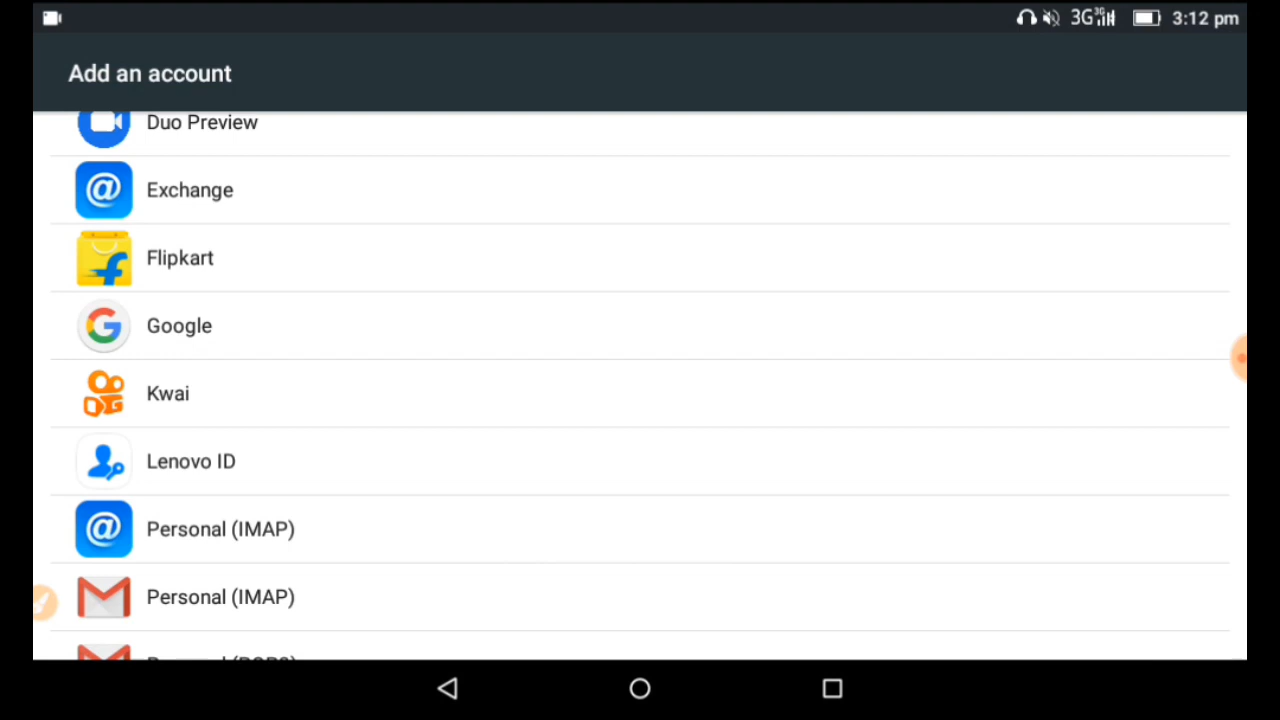 3G 3G 3:12 pm
Add an account
Duo Preview
Exchange
Flipkart
Google
Kwai
Lenovo ID
Personal (IMAP)
Personal (IMAP)